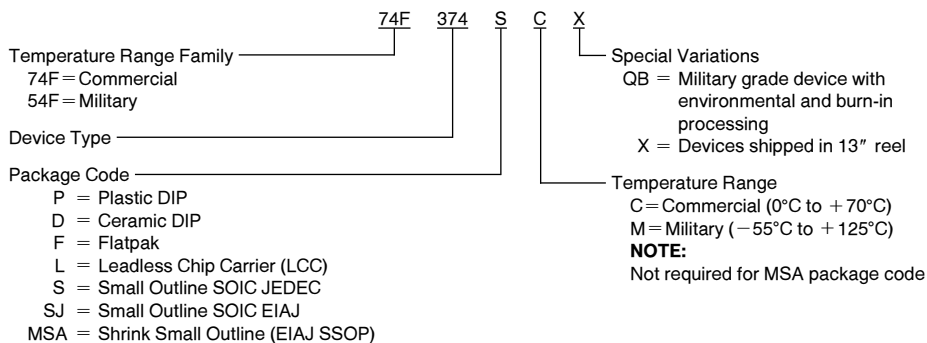 74F 374 S C X
Temperature Range Family
74F=Commercial
54F=Military
Device Type
Package Code
P = Plastic DIP
D = Ceramic DIP
F = Flatpak
L = Leadless Chip Carrier (LCC)
S = Small Outline SOIC JEDEC
SJ = Small Outline SOIC EIAJ
MSA = Shrink Small Outline (EIAJ SSOP)
Special Variations
QB = Military grade device with
environmental and burn-in
processing
X = Devices shipped in 13″ reel
Temperature Range
C=Commercial (0°C to +70°C)
M=Military (−55°C to +125°C)
NOTE:
Not required for MSA package code